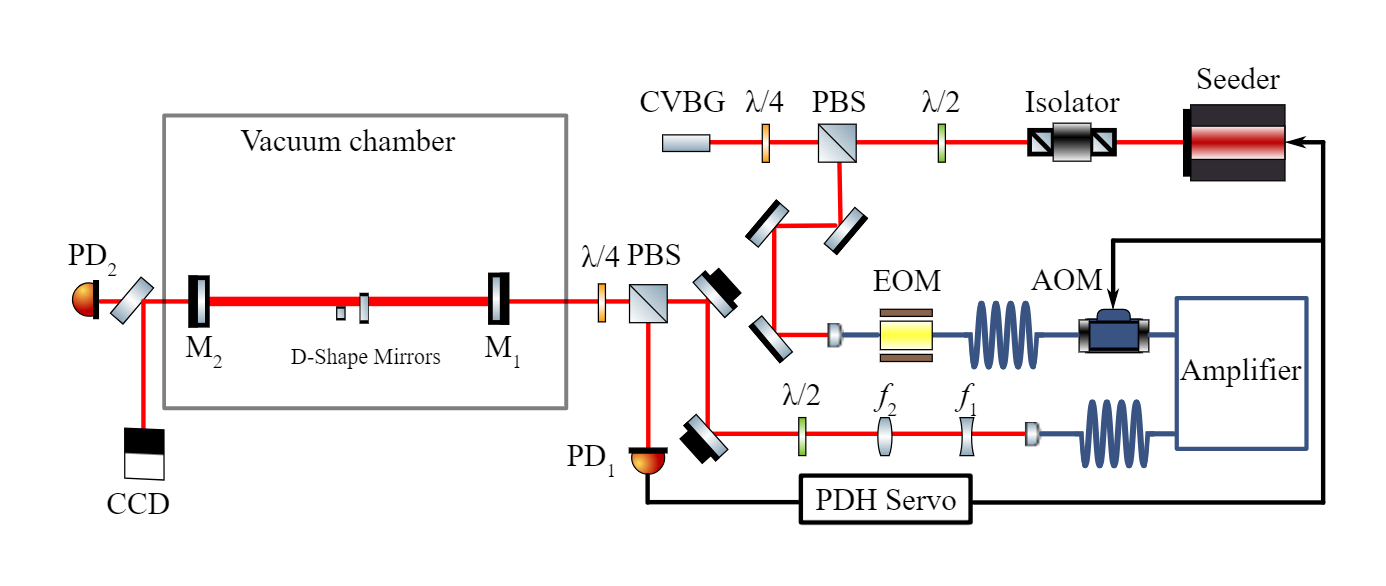 Seeder
CVBG
λ/4
PBS
λ/2
Isolator
Vacuum chamber
PD2
λ/4
PBS
EOM
AOM
M2
D-Shape Mirrors
M1
Amplifier
λ/2
f2
f1
PD1
CCD
PDH Servo